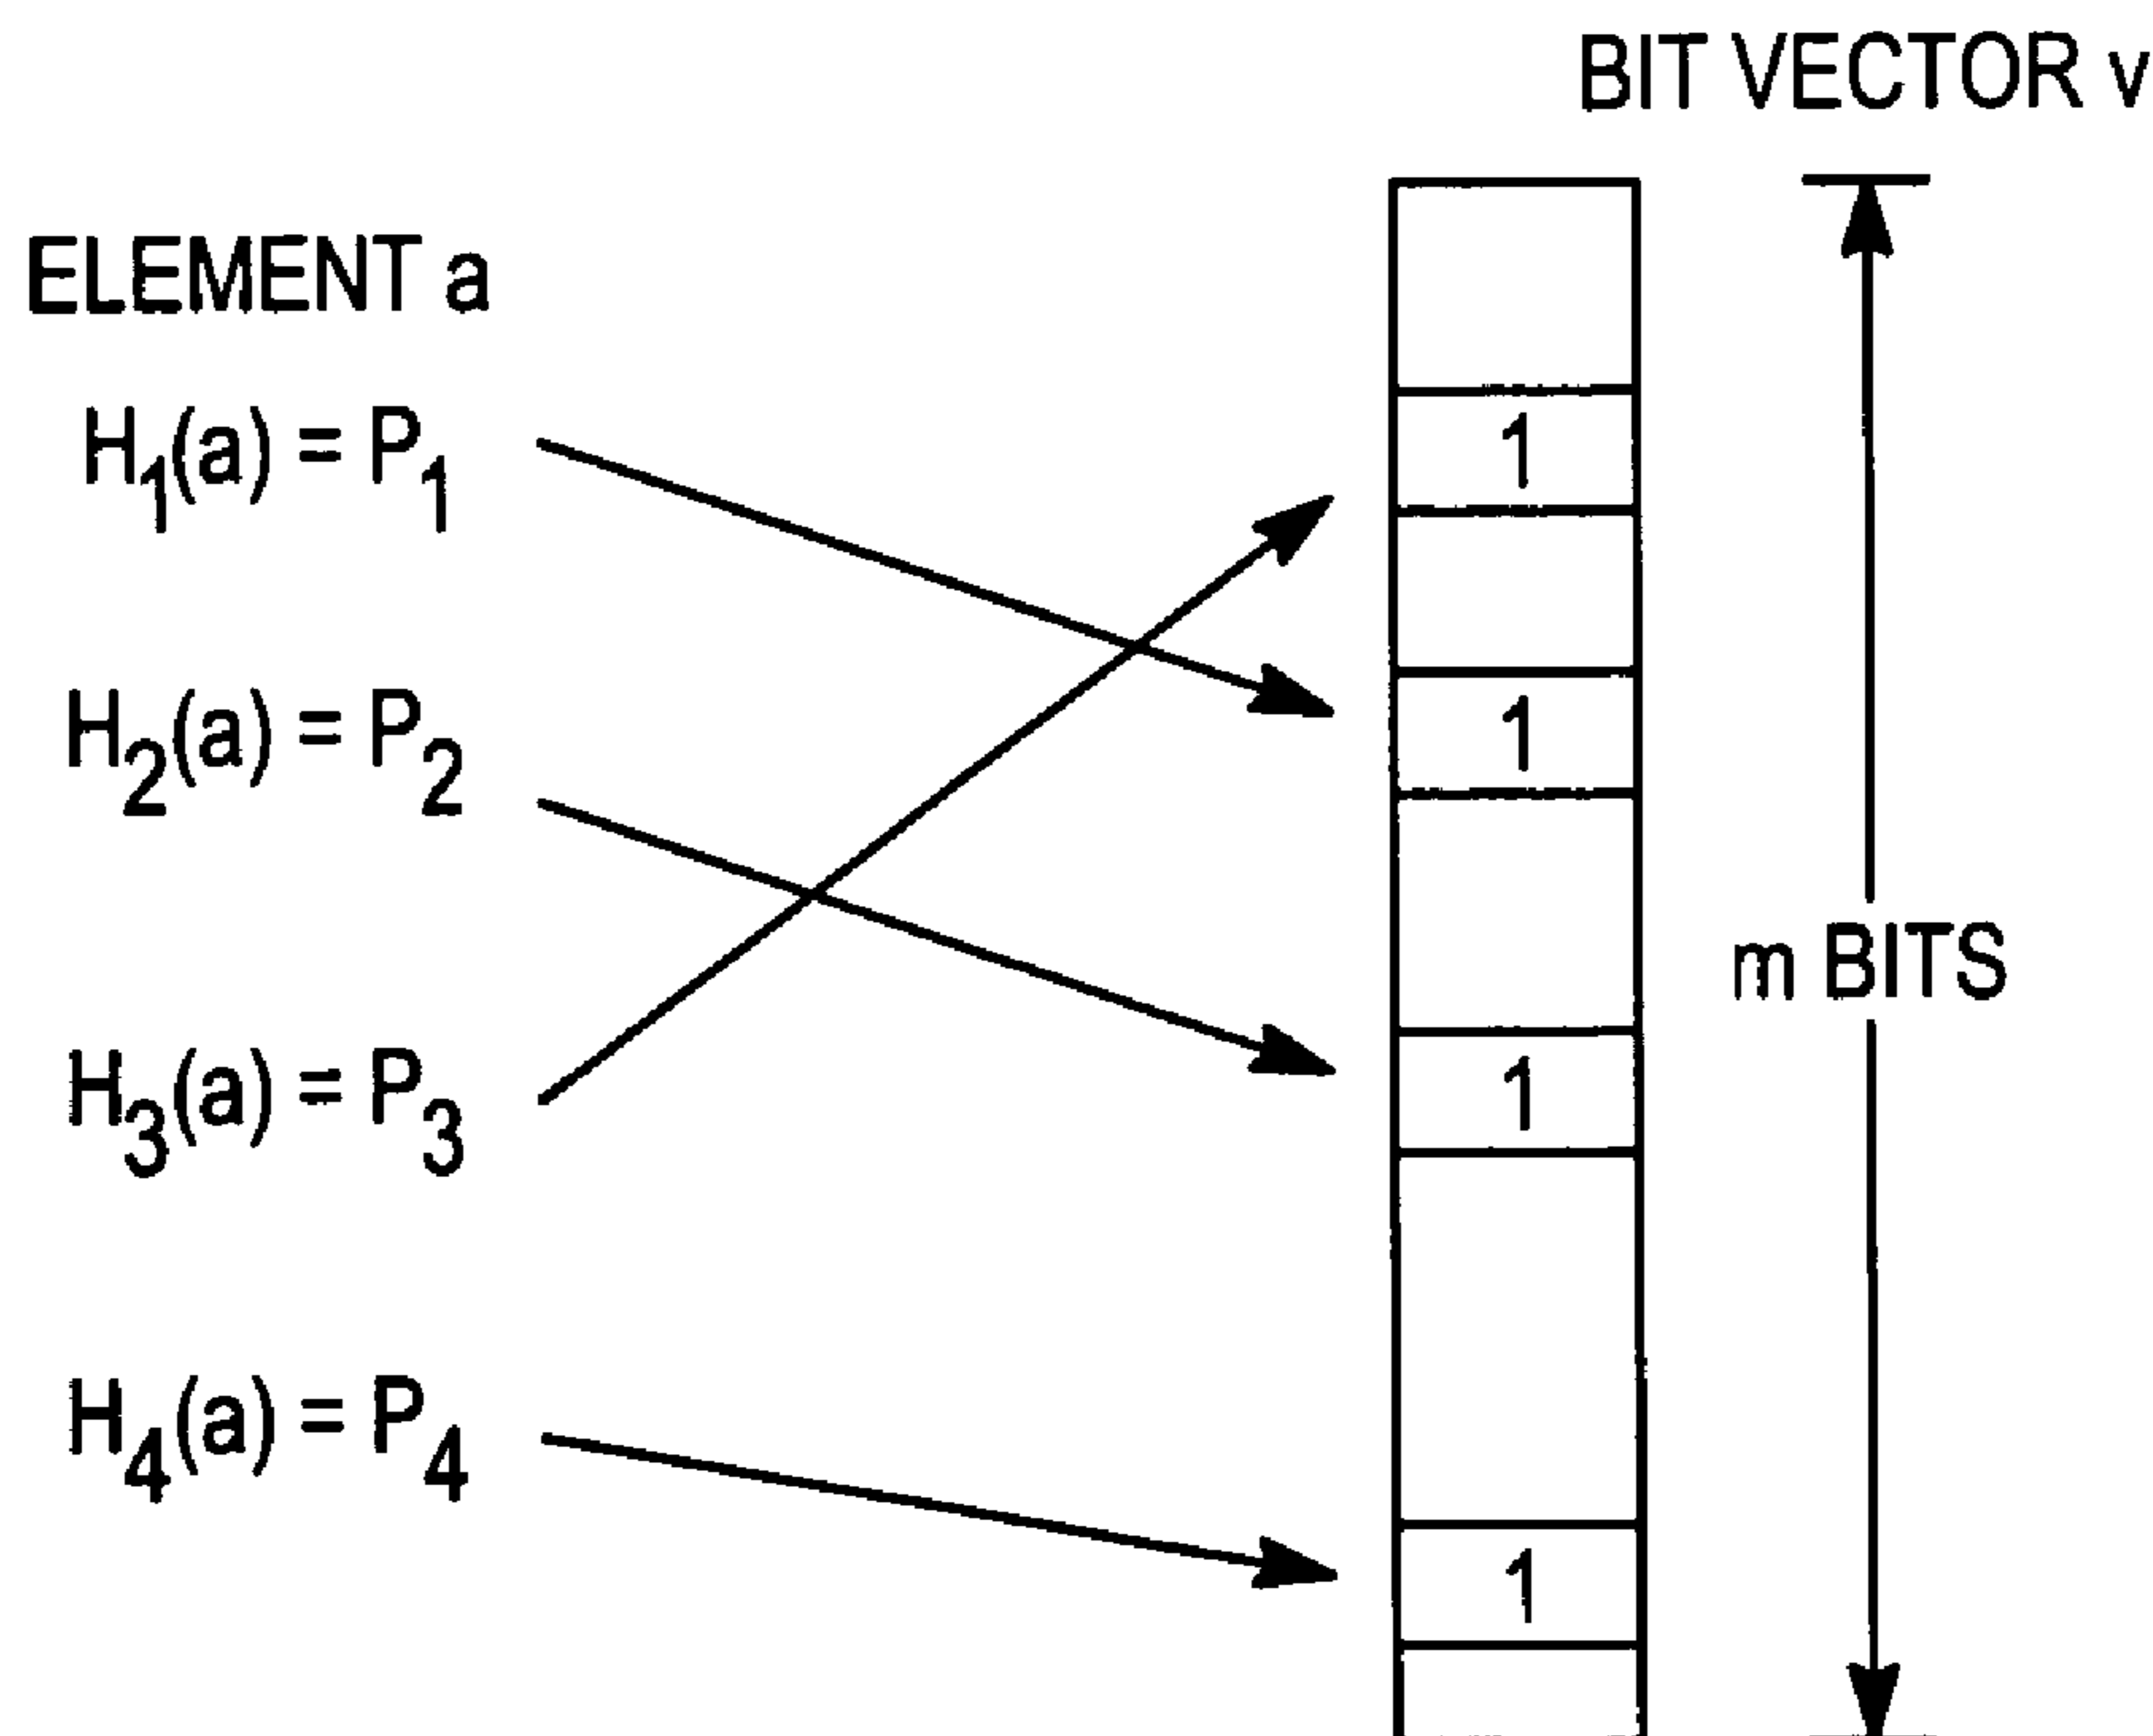 BIT VECTOR v
ELEMENT a
H₁(a) = P₁
1
H₂(a) = P₂
1
m BITS
H₃(a) = P₃
1
H₄(a) = P₄
1